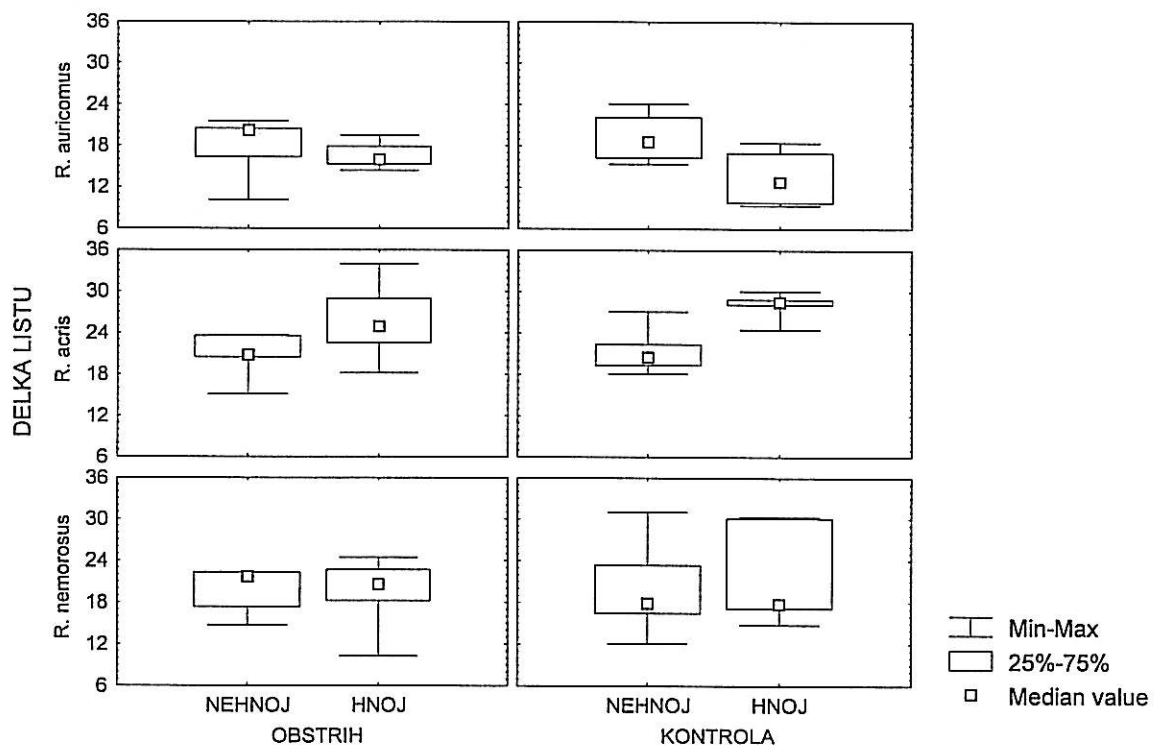 DELKA LISTU
R. auricomus
36
30
24
18
12
6
R. acris
36
30
24
18
12
6
R. nemorosus
36
30
24
18
12
6
NEHNOJ HNOJ NEHNOJ HNOJ
OBSTRIH KONTROLA
Min-Max
25%-75%
Median value